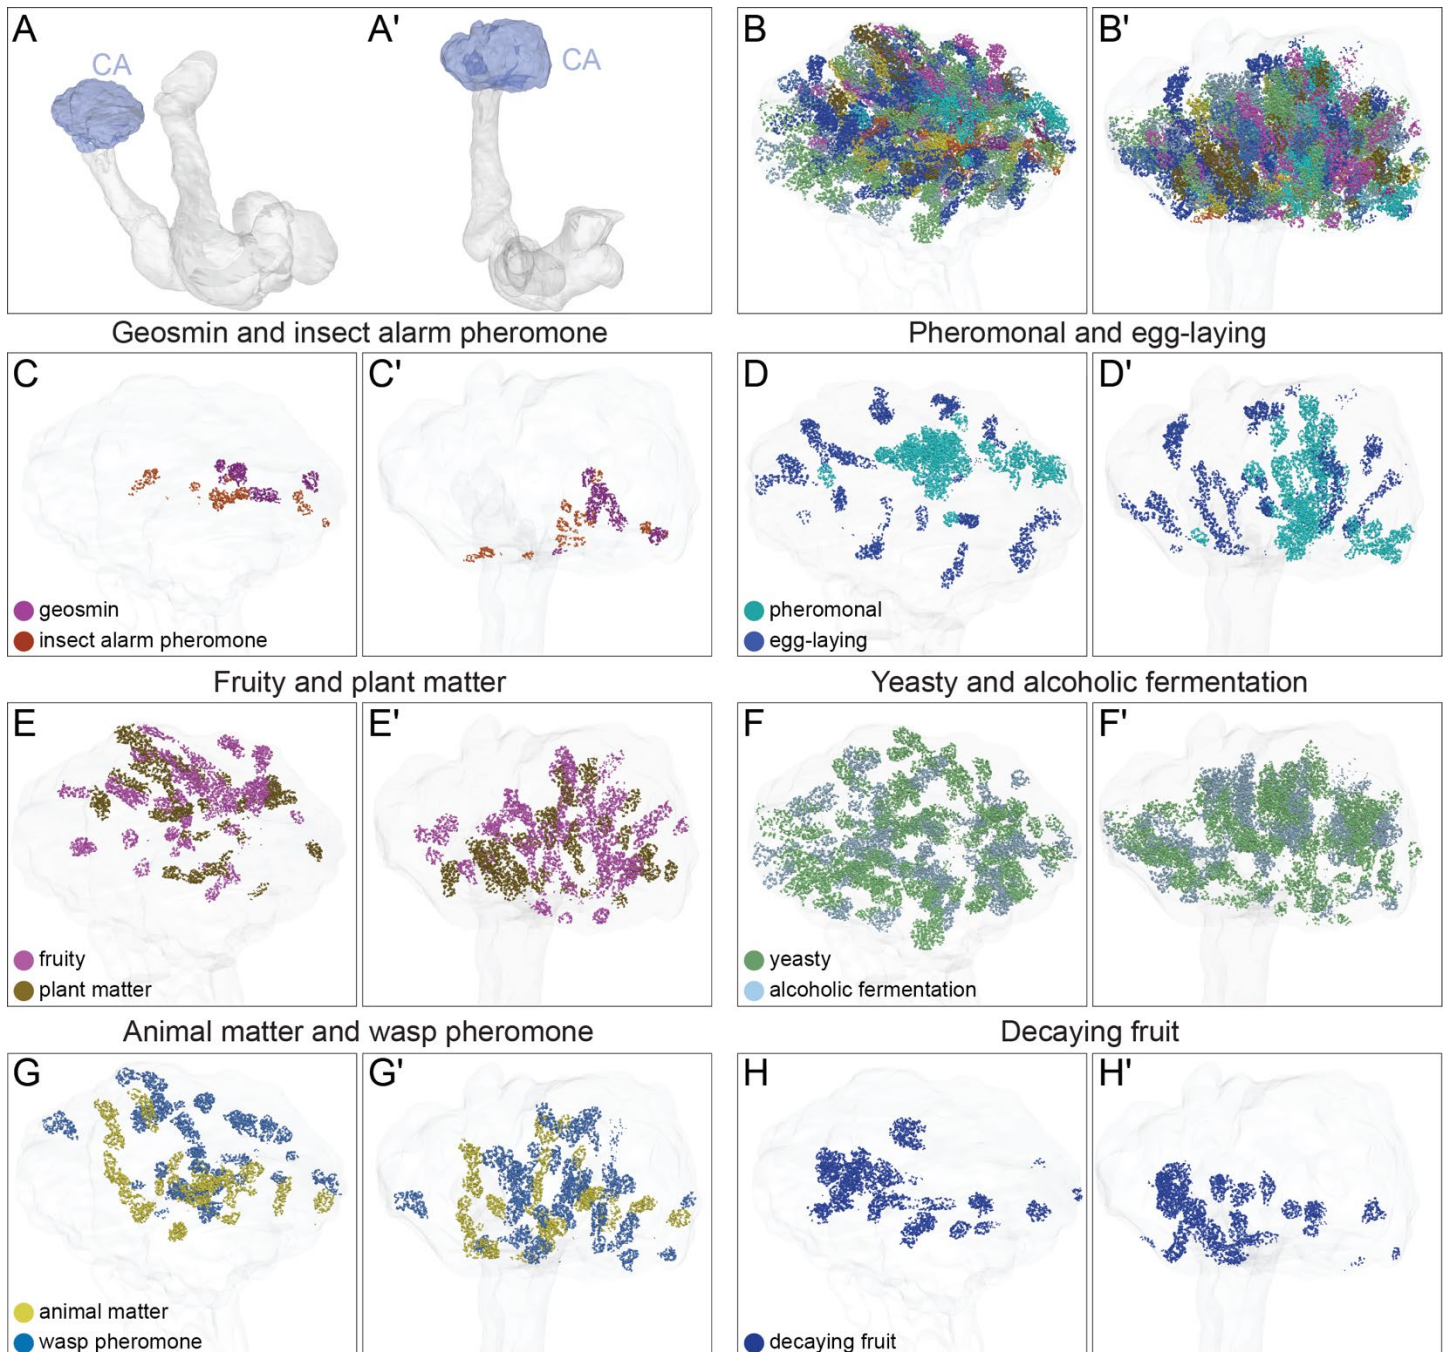 A
CA
A'
CA
B
B'
Geosmin and insect alarm pheromone
Pheromonal and egg-laying
C
C'
D
D'
geosmin
insect alarm pheromone
pheromonal
egg-laying
Fruity and plant matter
Yeasty and alcoholic fermentation
E
E'
F
F'
fruity
plant matter
yeasty
alcoholic fermentation
Animal matter and wasp pheromone
Decaying fruit
G
G'
H
H'
animal matter
wasp pheromone
decaying fruit